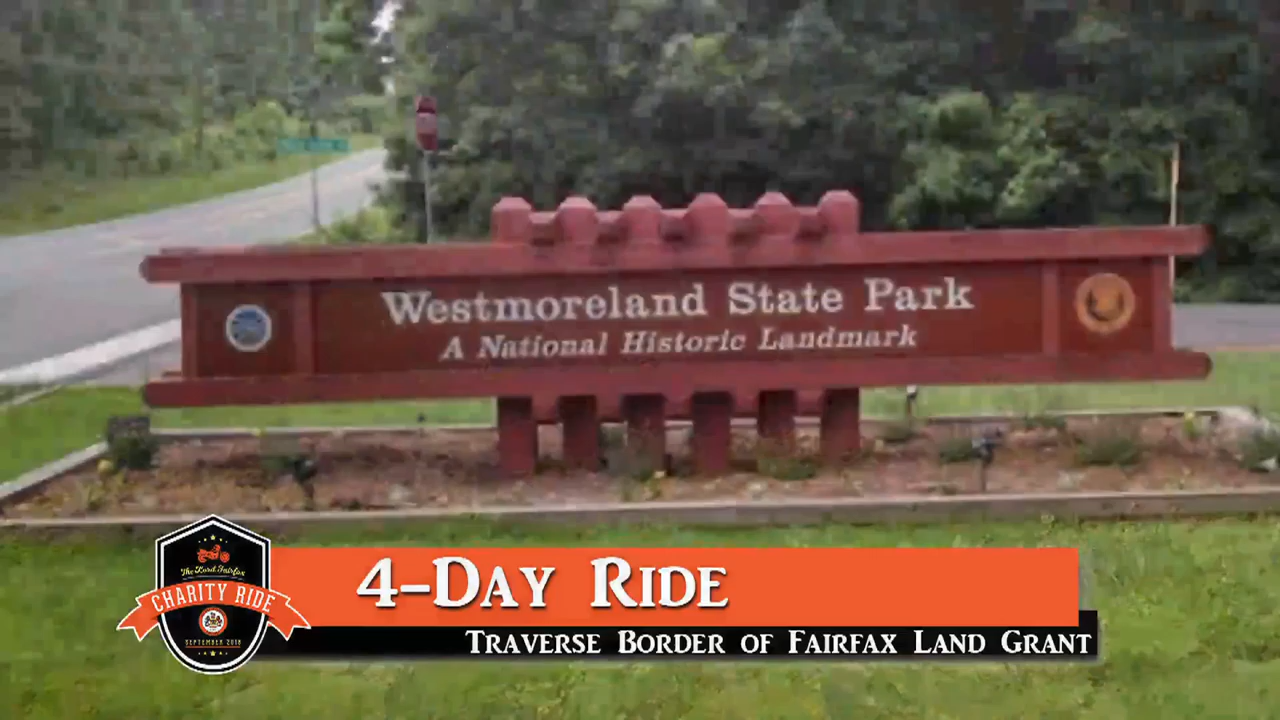 Westmoreland State Park
A National Historic Landmark
The Lord Fairfax
CHARITY RIDE
SEPTEMBER 2018
4-Day Ride
Traverse Border of Fairfax Land Grant